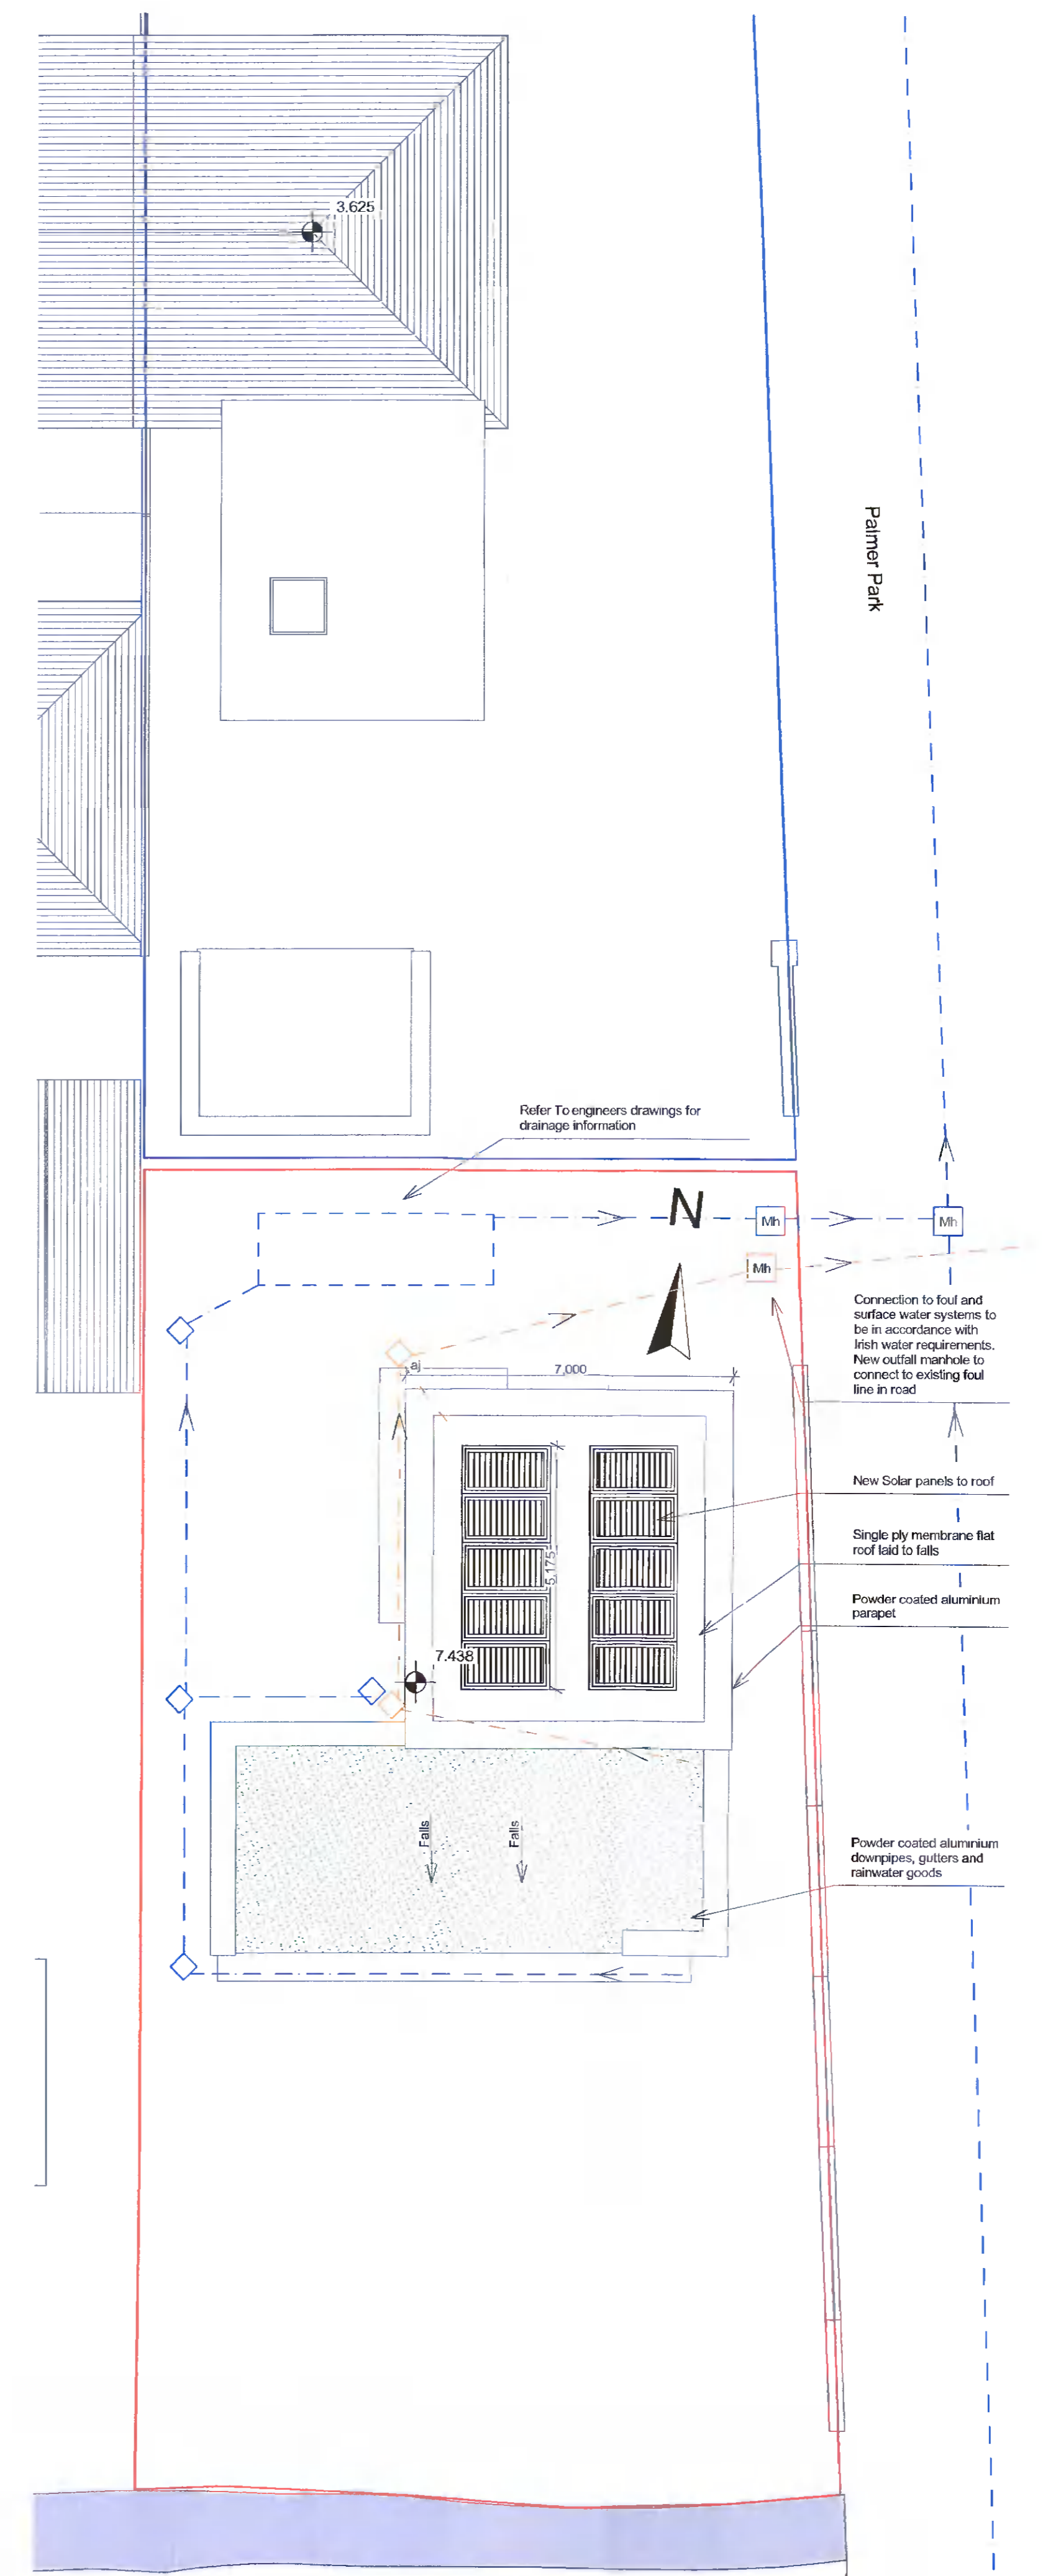 3.625
Palmer Park
Refer To engineers drawings for
drainage information
N
Mh
Mh
Mh
Connection to foul and
surface water systems to
be in accordance with
Irish water requirements.
New outfall manhole to
connect to existing foul
line in road
aj
7,000
New Solar panels to roof
5,175
Single ply membrane flat
roof laid to falls
Powder coated aluminium
parapet
7.438
Falls
Falls
Powder coated aluminium
downpipes, gutters and
rainwater goods